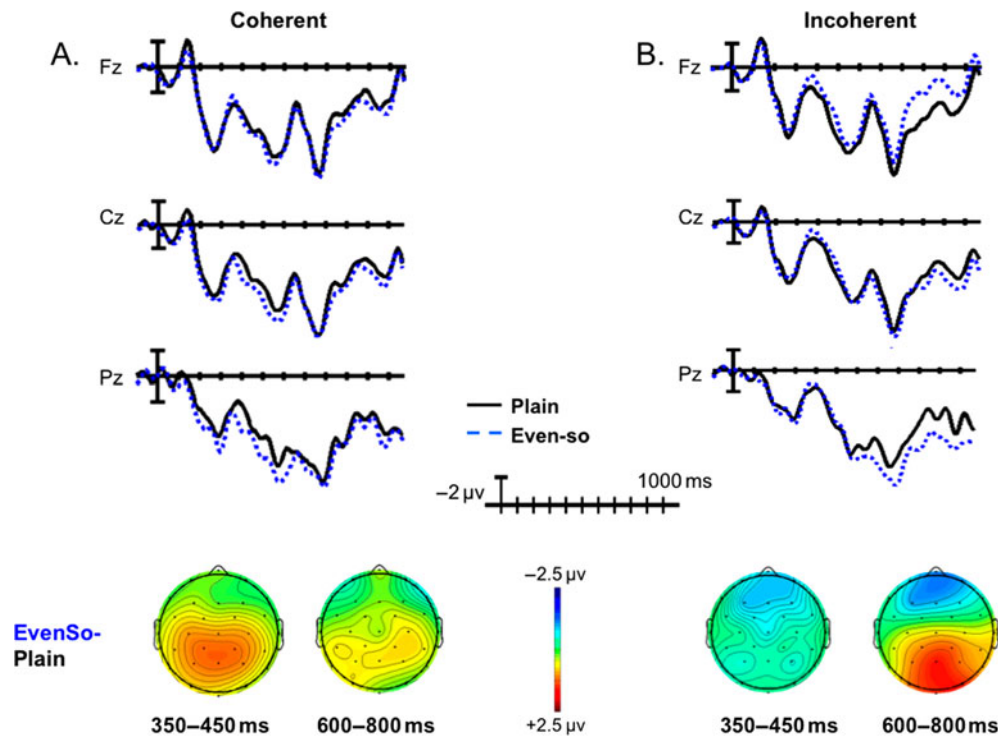 Coherent
A.
Fz
Cz
Pz
Incoherent
B.
Fz
Cz
Pz
Plain
Even-so
–2 μv
1000 ms
EvenSo-
Plain
350–450 ms
600–800 ms
–2.5 μv
+2.5 μv
350–450 ms
600–800 ms